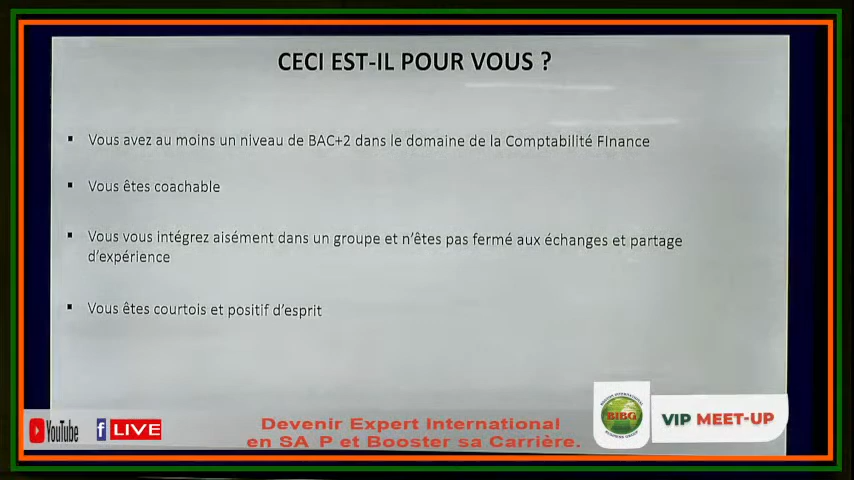 CECI EST-IL POUR VOUS ?
▪ Vous avez au moins un niveau de BAC+2 dans le domaine de la Comptabilité FInance
▪ Vous êtes coachable
▪ Vous vous intégrez aisément dans un groupe et n'êtes pas fermé aux échanges et partage
d'expérience
▪ Vous êtes courtois et positif d'esprit
YouTube
f LIVE
Devenir Expert International
en SA P et Booster sa Carrière.
BIBG
VIP MEET-UP